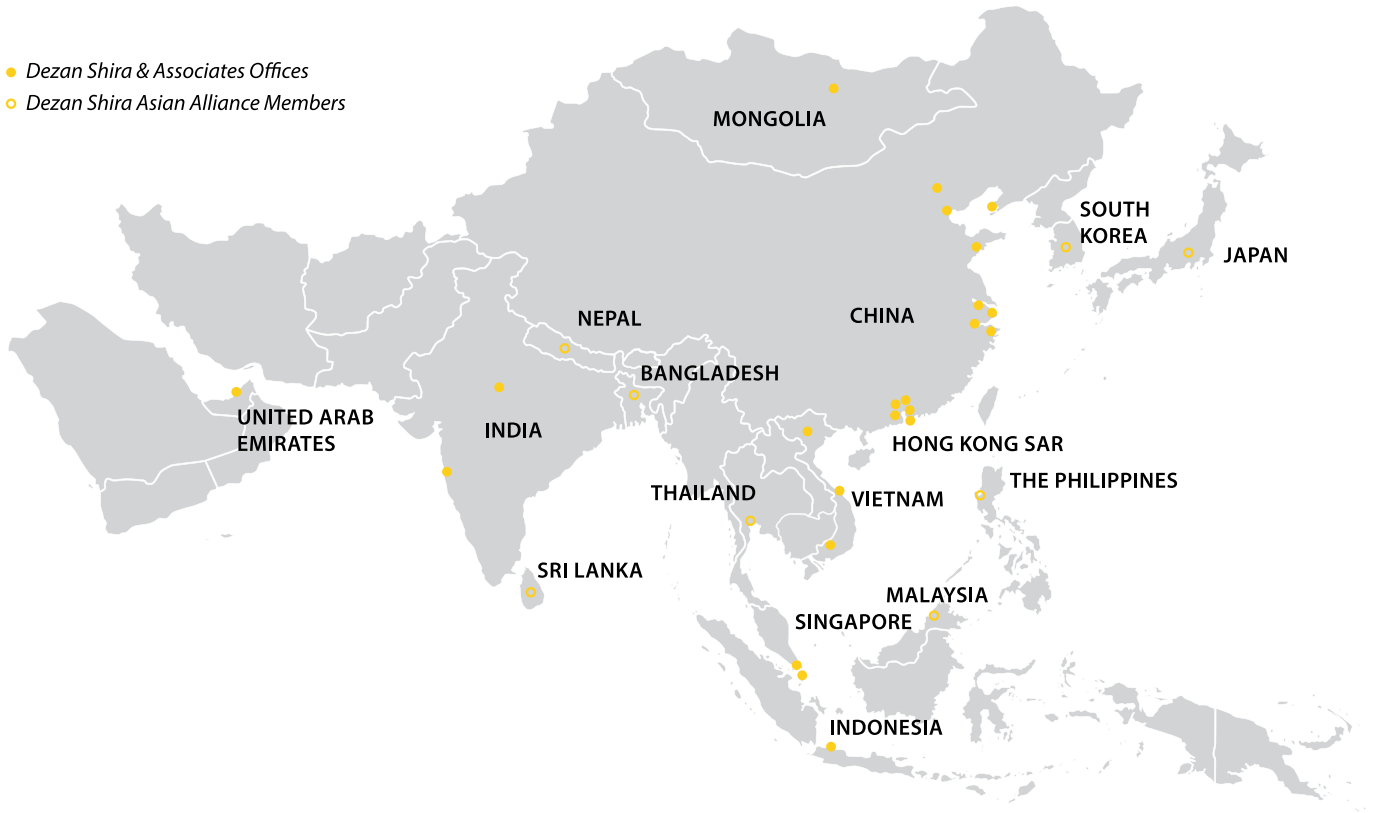 Dezan Shira & Associates Offices
Dezan Shira Asian Alliance Members
MONGOLIA
SOUTH
KOREA
JAPAN
NEPAL
CHINA
BANGLADESH
UNITED ARAB
EMIRATES
INDIA
HONG KONG SAR
THAILAND
VIETNAM
THE PHILIPPINES
SRI LANKA
MALAYSIA
SINGAPORE
INDONESIA